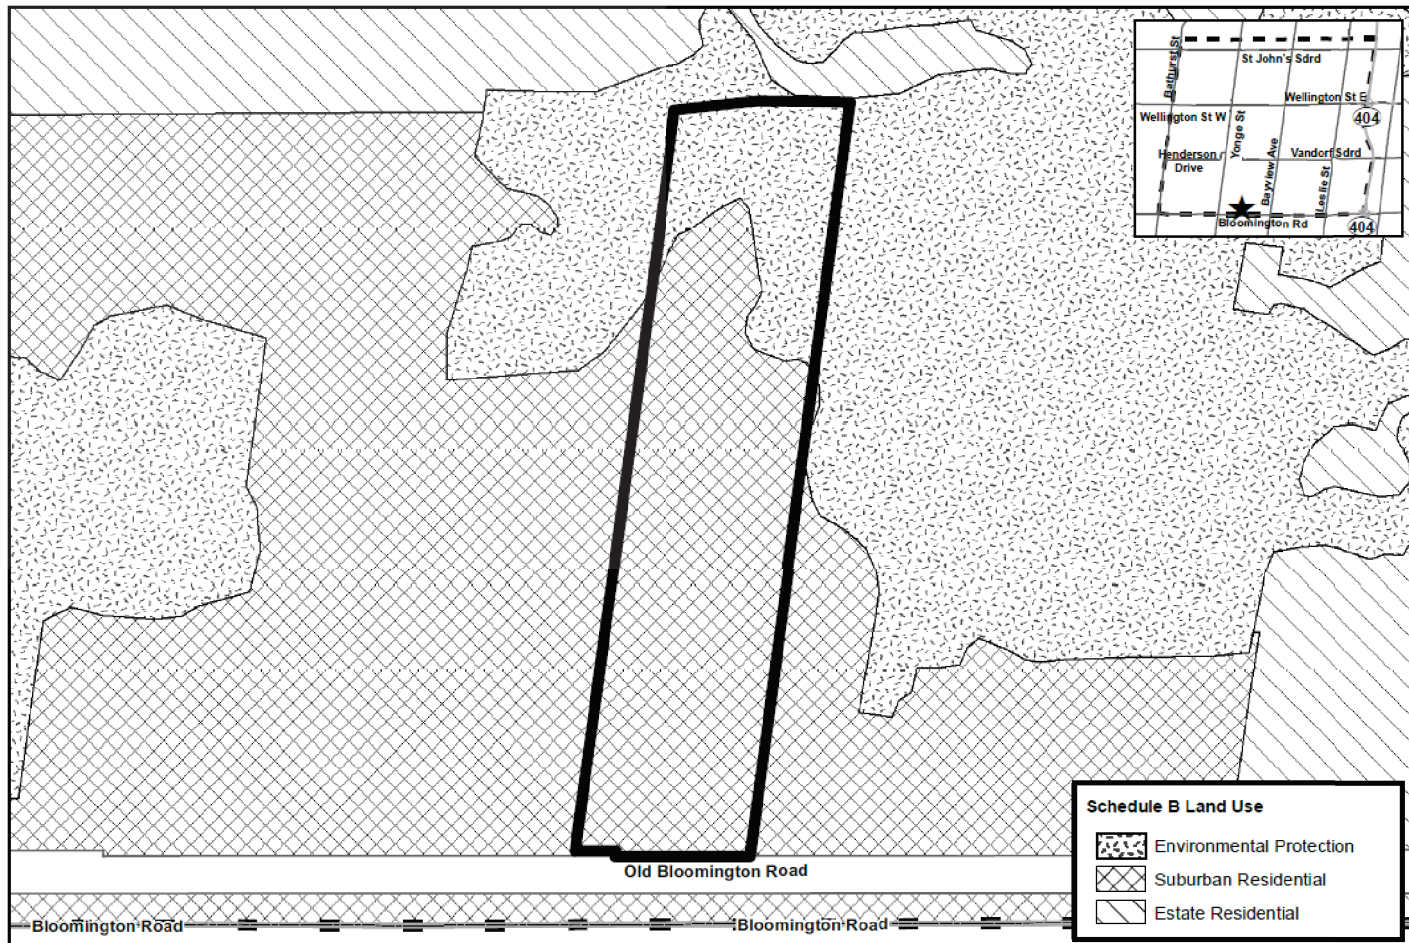 St John's Sdrd
Bathurst St
Wellington St E
Wellington St W
404
Yonge St
Henderson
Drive
Bayview Ave
Vandorf Sdrd
Leslie St
Bloomington Rd
404
Schedule B Land Use
Environmental Protection
Suburban Residential
Estate Residential
Old Bloomington Road
Bloomington Road
Bloomington Road